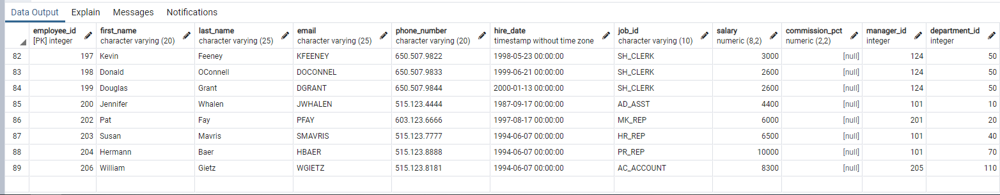 Data Output Explain Messages Notifications
employee_id first_name last_name email phone_number hire_date job_id salary commission_pct manager_id department_id
[PK] integer character varying (20) character varying (25) character varying (25) character varying (20) timestamp without time zone character varying (10) numeric (8,2) numeric (2,2) integer integer
82 197 Kevin Feeney KFEENEY 650.507.9822 1998-05-23 00:00:00 SH_CLERK 3000 [null] 124 50
83 198 Donald OConnell DOCONNEL 650.507.9833 1999-06-21 00:00:00 SH_CLERK 2600 [null] 124 50
84 199 Douglas Grant DGRANT 650.507.9844 2000-01-13 00:00:00 SH_CLERK 2600 [null] 124 50
85 200 Jennifer Whalen JWHALEN 515.123.4444 1987-09-17 00:00:00 AD_ASST 4400 [null] 101 10
86 202 Pat Fay PFAY 603.123.6666 1997-08-17 00:00:00 MK_REP 6000 [null] 201 20
87 203 Susan Mavris SMAVRIS 515.123.7777 1994-06-07 00:00:00 HR_REP 6500 [null] 101 40
88 204 Hermann Baer HBAER 515.123.8888 1994-06-07 00:00:00 PR_REP 10000 [null] 101 70
89 206 William Gietz WGIETZ 515.123.8181 1994-06-07 00:00:00 AC_ACCOUNT 8300 [null] 205 110